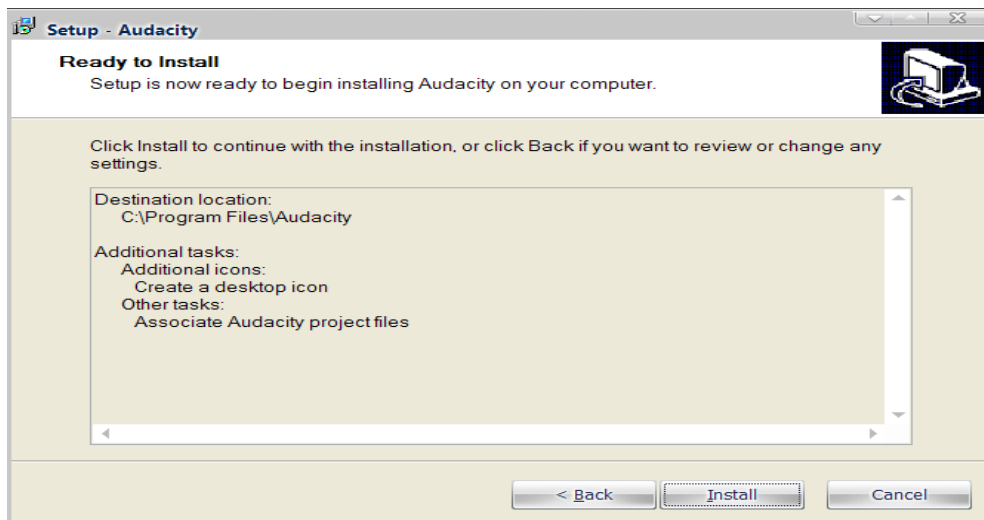 Setup - Audacity
Ready to Install
Setup is now ready to begin installing Audacity on your computer.
Click Install to continue with the installation, or click Back if you want to review or change any
settings.
Destination location:
C:\Program Files\Audacity
Additional tasks:
Additional icons:
Create a desktop icon
Other tasks:
Associate Audacity project files
< Back
Install
Cancel